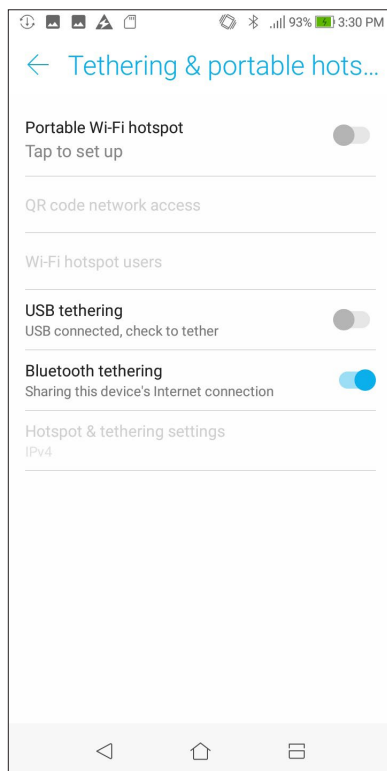 93% 3:30 PM
Tethering & portable hots...
Portable Wi-Fi hotspot
Tap to set up
QR code network access
Wi-Fi hotspot users
USB tethering
USB connected, check to tether
Bluetooth tethering
Sharing this device's Internet connection
Hotspot & tethering settings
IPv4